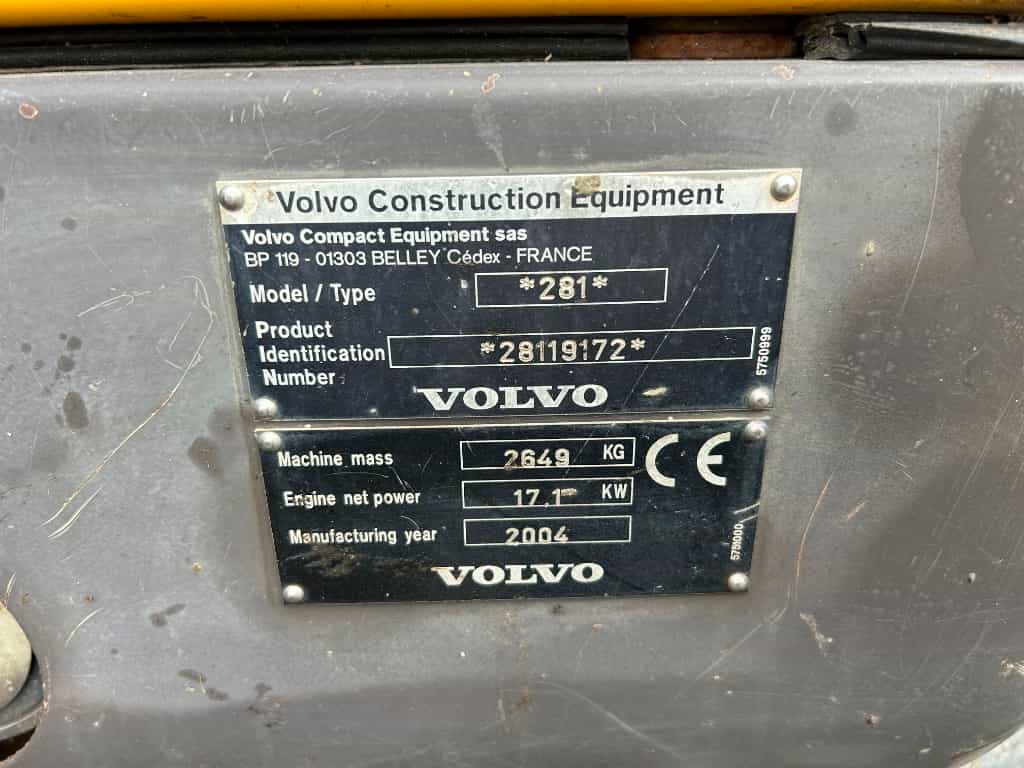 Volvo Construction Equipment
Volvo Compact Equipment sas
BP 119 - 01303 BELLEY Cédex - FRANCE
Model / Type *281*
Product
Identification *28119172*
Number
5750999
VOLVO
Machine mass 2649 KG
CE
Engine net power 17.1 KW
Manufacturing year 2004
5751000
VOLVO